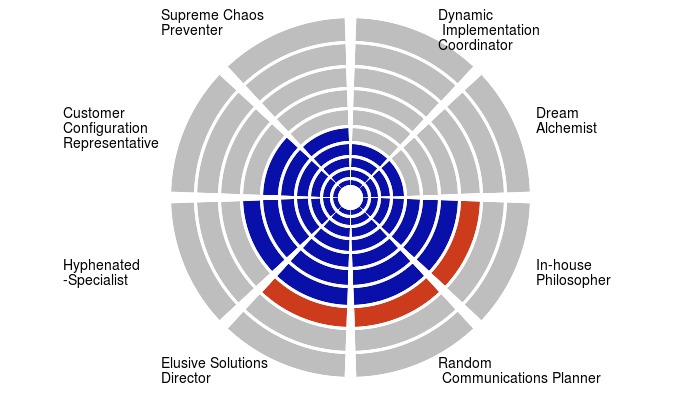 Supreme Chaos
Preventer
Dynamic
Implementation
Coordinator
Customer
Configuration
Representative
Dream
Alchemist
Hyphenated
-Specialist
In-house
Philosopher
Elusive Solutions
Director
Random
Communications Planner